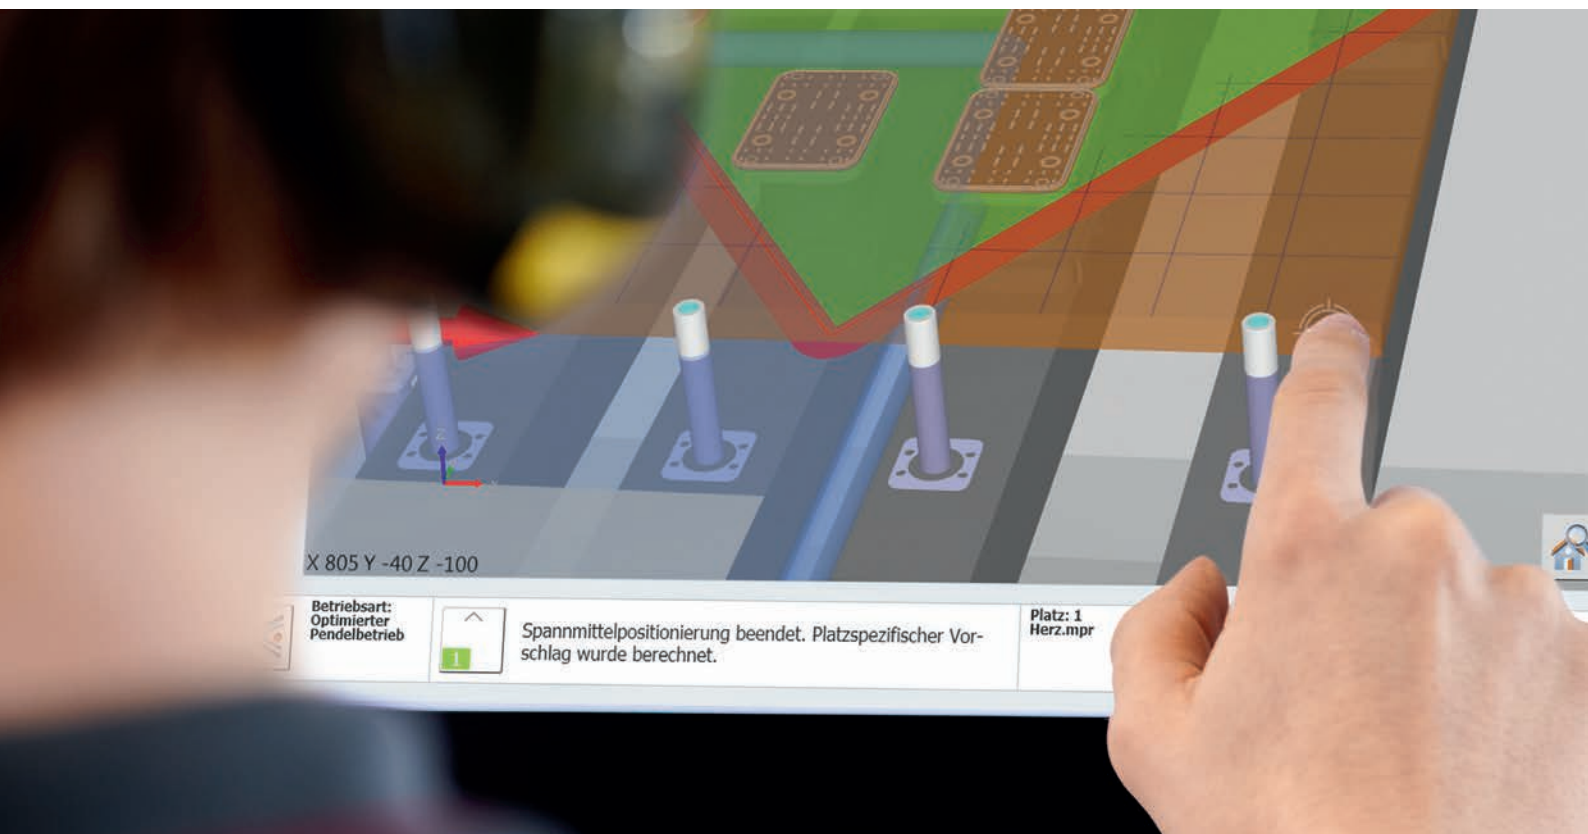 Z
X 805 Y -40 Z -100
Betriebsart:
Optimierter
Pendelbetrieb
1
Spannmittelpositionierung beendet. Platzspezifischer Vor-
schlag wurde berechnet.
Platz: 1
Herz.mpr